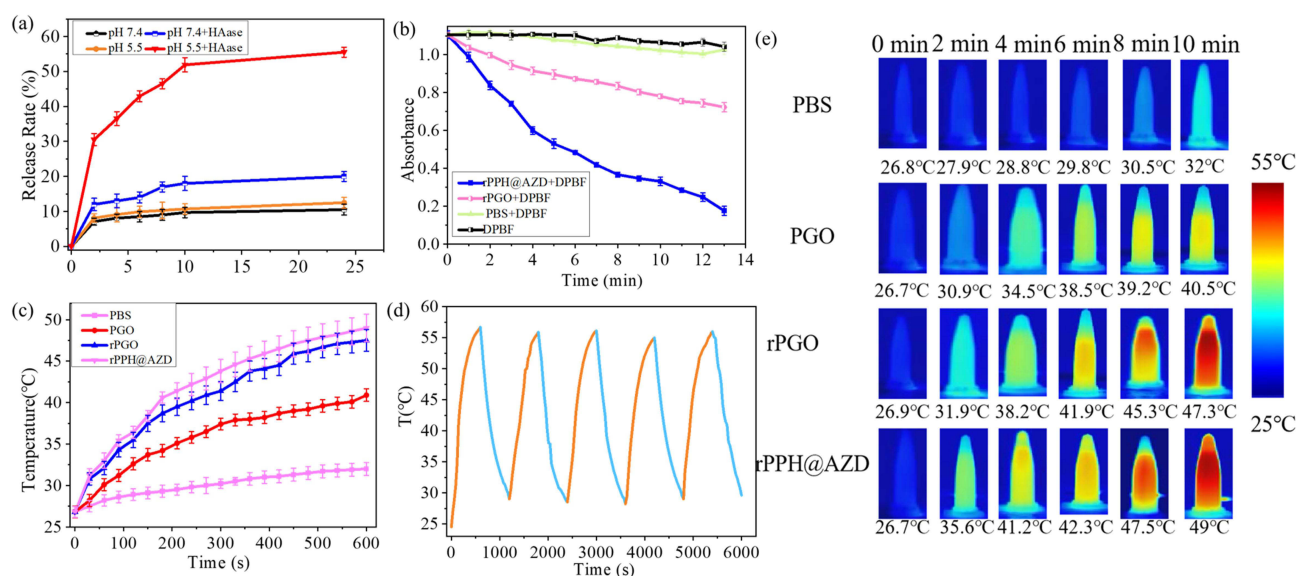 (a)
pH 7.4
pH 7.4+HAase
pH 5.5
pH 5.5+HAase
Release Rate (%)
60
50
40
30
20
10
0
0 5 10 15 20 25
Time (h)
(b)
Absorbance
1.2
1.0
0.8
0.6
0.4
0.2
0.0
rPPH@AZD+DPBF
rPGO+DPBF
PBS+DPBF
DPBF
0 2 4 6 8 10 12 14
Time (min)
(c)
PBS
PGO
rPGO
rPPH@AZD
Temperature(°C)
50
45
40
35
30
25
0 100 200 300 400 500 600
Time (s)
(d)
T(°C)
60
55
50
45
40
35
30
25
0 1000 2000 3000 4000 5000 6000
Time (s)
(e)
0 min 2 min 4 min 6 min 8 min 10 min
PBS
26.8°C 27.9°C 28.8°C 29.8°C 30.5°C 32°C
PGO
26.7°C 30.9°C 34.5°C 38.5°C 39.2°C 40.5°C
rPGO
26.9°C 31.9°C 38.2°C 41.9°C 45.3°C 47.3°C
rPPH@AZD
26.7°C 35.6°C 41.2°C 42.3°C 47.5°C 49°C
55°C
25°C